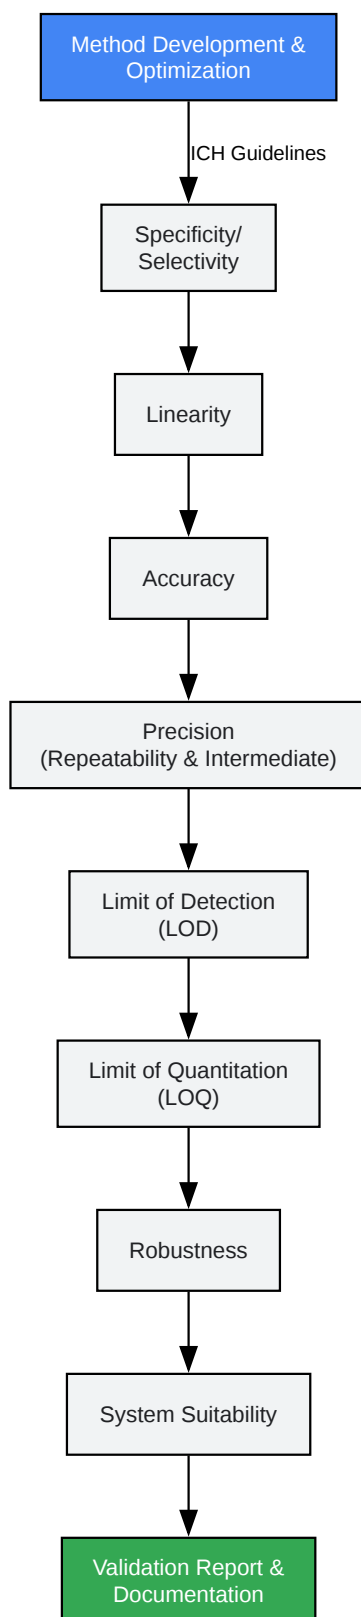 Method Development &
Optimization
ICH Guidelines
Specificity/
Selectivity
Linearity
Accuracy
Precision
(Repeatability & Intermediate)
Limit of Detection
(LOD)
Limit of Quantitation
(LOQ)
Robustness
System Suitability
Validation Report &
Documentation